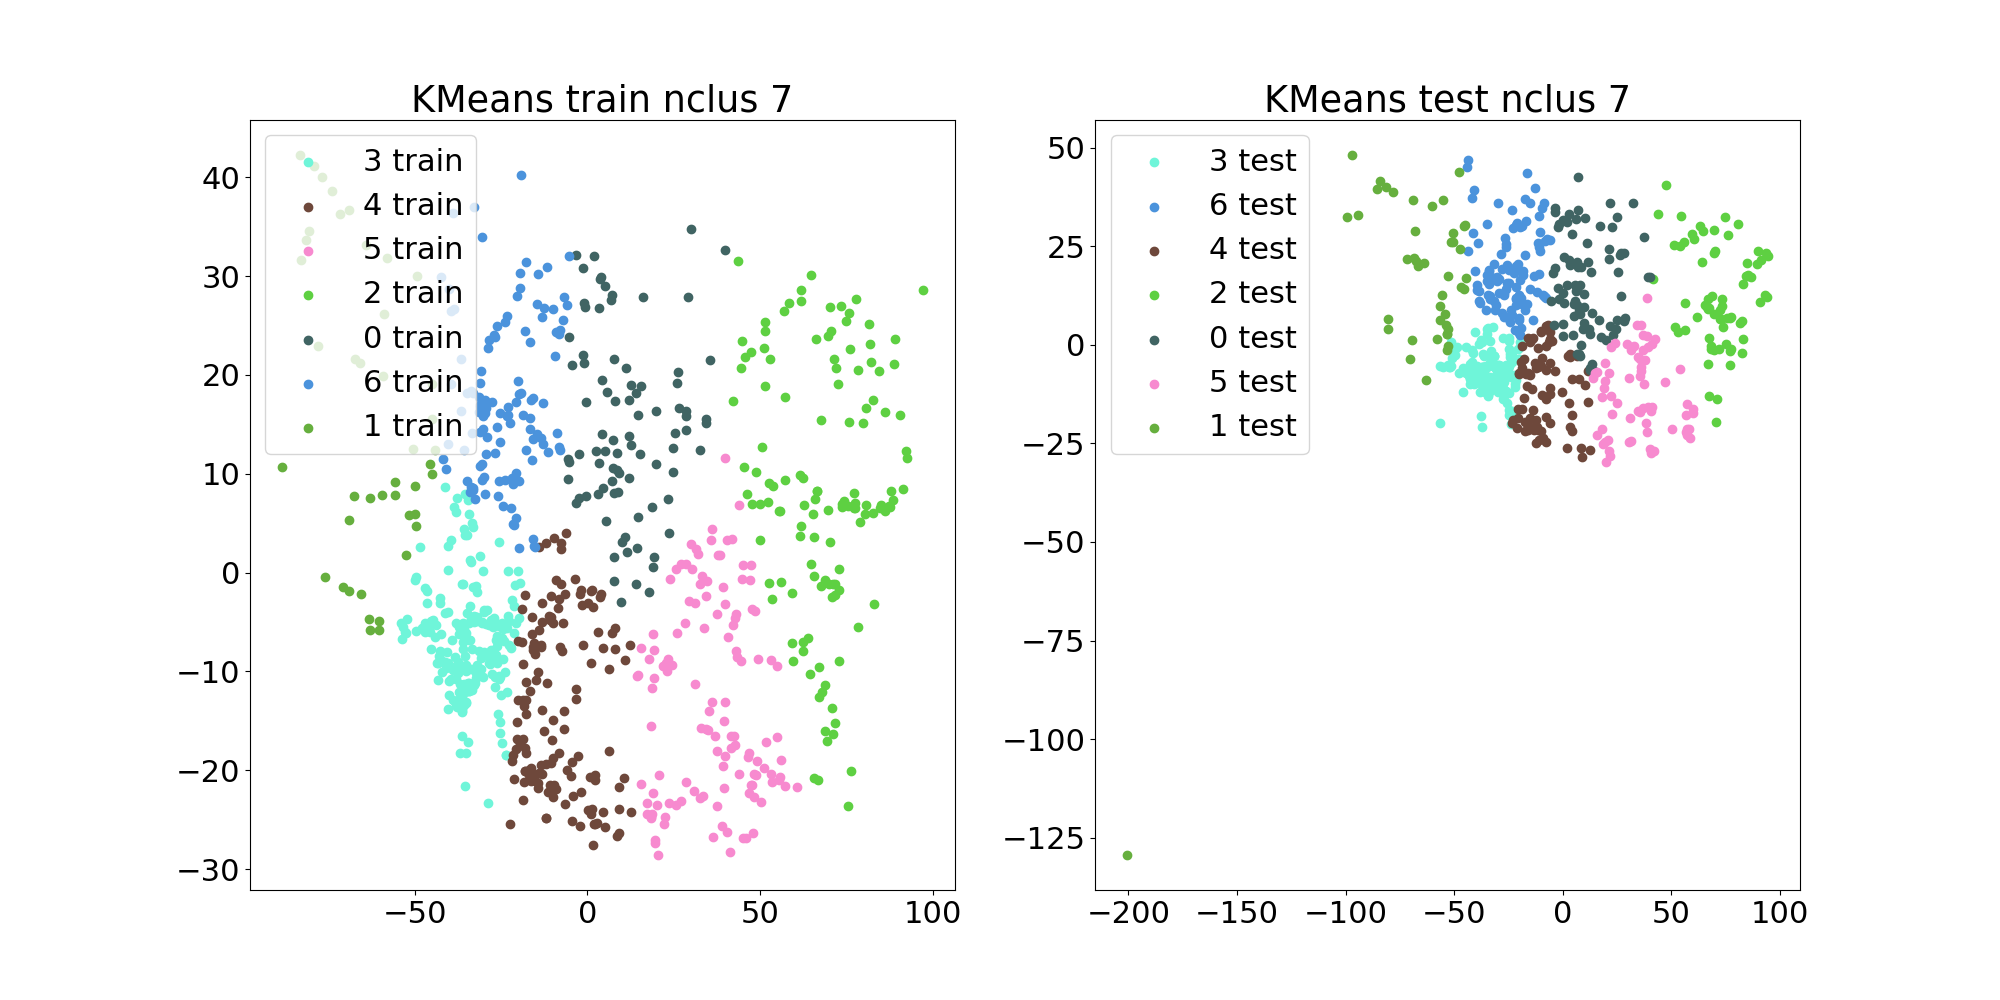 KMeans train nclus 7
3 train
4 train
5 train
2 train
0 train
6 train
1 train
40
30
20
10
0
−10
−20
−30
−50
0
50
100
KMeans test nclus 7
3 test
6 test
4 test
2 test
0 test
5 test
1 test
50
25
0
−25
−50
−75
−100
−125
−200
−150
−100
−50
0
50
100